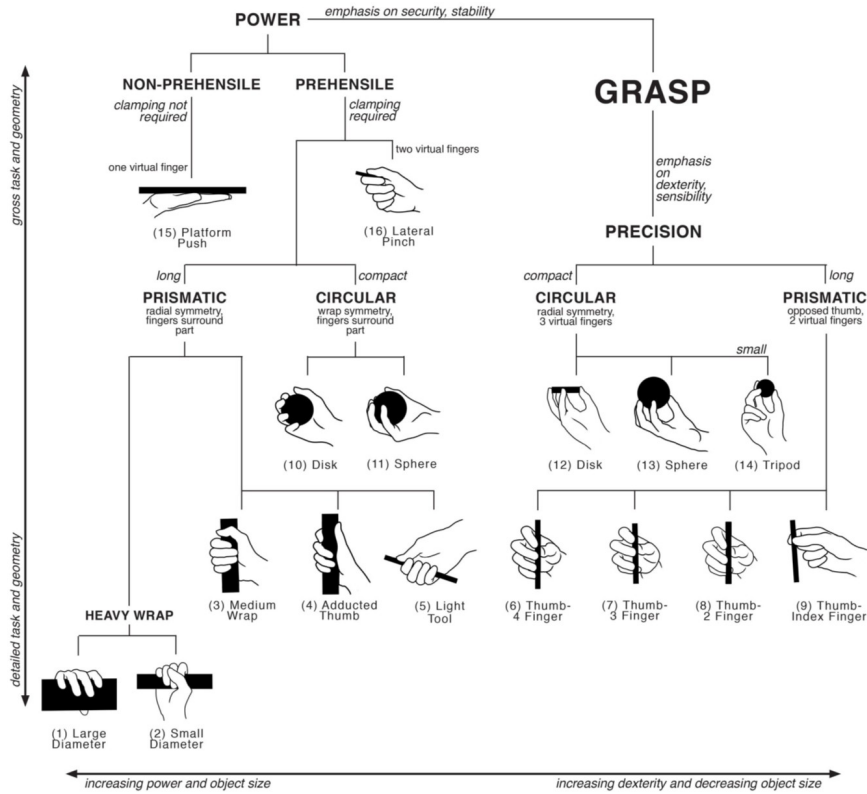 POWER
emphasis on security, stability
GRASP
NON-PREHENSILE
clamping not
required
PREHENSILE
clamping
required
one virtual finger
two virtual fingers
(15) Platform
Push
(16) Lateral
Pinch
emphasis
on
dexterity,
sensibility
PRECISION
gross task and geometry
detailed task and geometry
long
PRISMATIC
radial symmetry,
fingers surround
part
compact
CIRCULAR
wrap symmetry,
fingers surround
part
compact
CIRCULAR
radial symmetry,
3 virtual fingers
long
PRISMATIC
opposed thumb,
2 virtual fingers
small
(10) Disk
(11) Sphere
(12) Disk
(13) Sphere
(14) Tripod
(3) Medium
Wrap
(4) Adducted
Thumb
(5) Light
Tool
(6) Thumb-
4 Finger
(7) Thumb-
3 Finger
(8) Thumb-
2 Finger
(9) Thumb-
Index Finger
HEAVY WRAP
(1) Large
Diameter
(2) Small
Diameter
increasing power and object size
increasing dexterity and decreasing object size